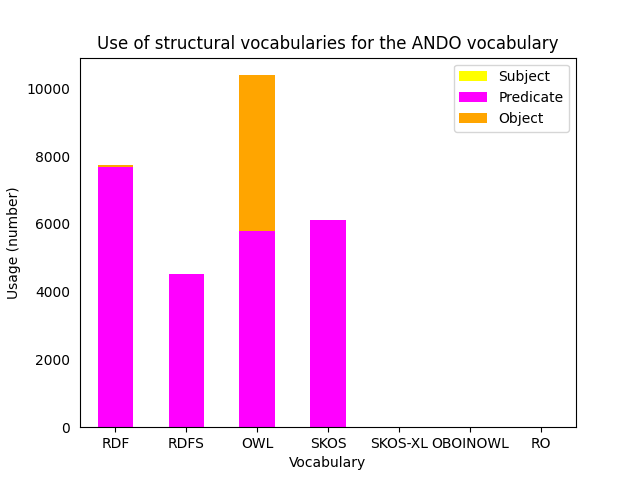 Use of structural vocabularies for the ANDO vocabulary
Subject
Predicate
Object
Usage (number)
10000
8000
6000
4000
2000
0
RDF RDFS OWL SKOS SKOS-XL OBOINOWL RO
Vocabulary